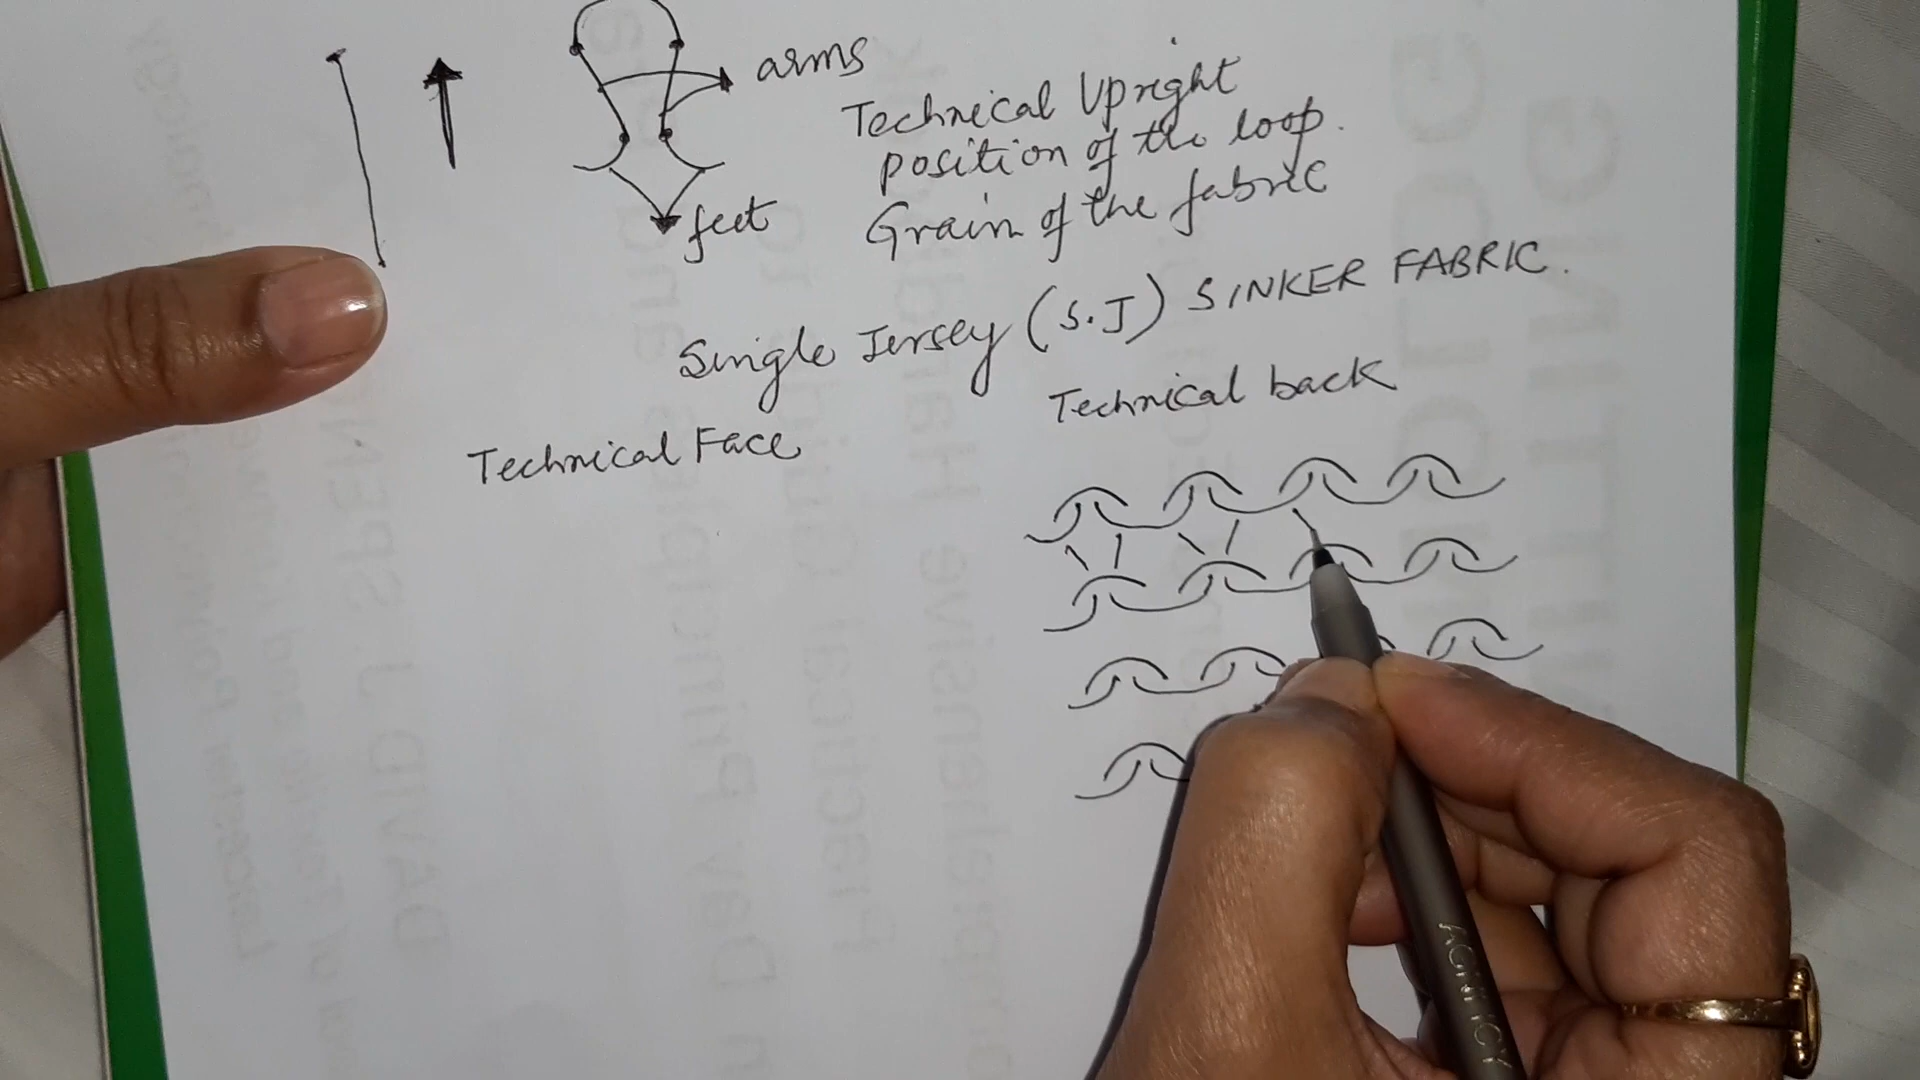 arms
Technical Upright
position of the loop.
Grain of the fabric
feet
Single Jersey (S.J) SINKER FABRIC.
Technical back
Technical Face